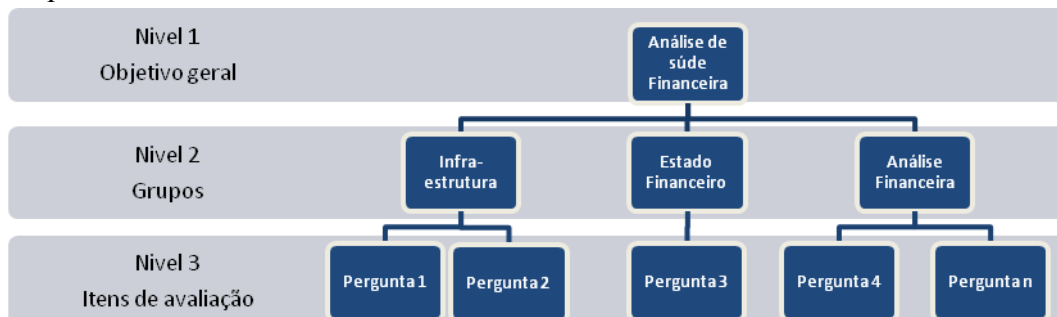 Nivel 1
Objetivo geral
Análise de
súde
Financeira
Nivel 2
Grupos
Infra-
estrutura
Estado
Financeiro
Análise
Financeira
Nivel 3
Itens de avaliação
Pergunta 1
Pergunta 2
Pergunta 3
Pergunta 4
Pergunta n